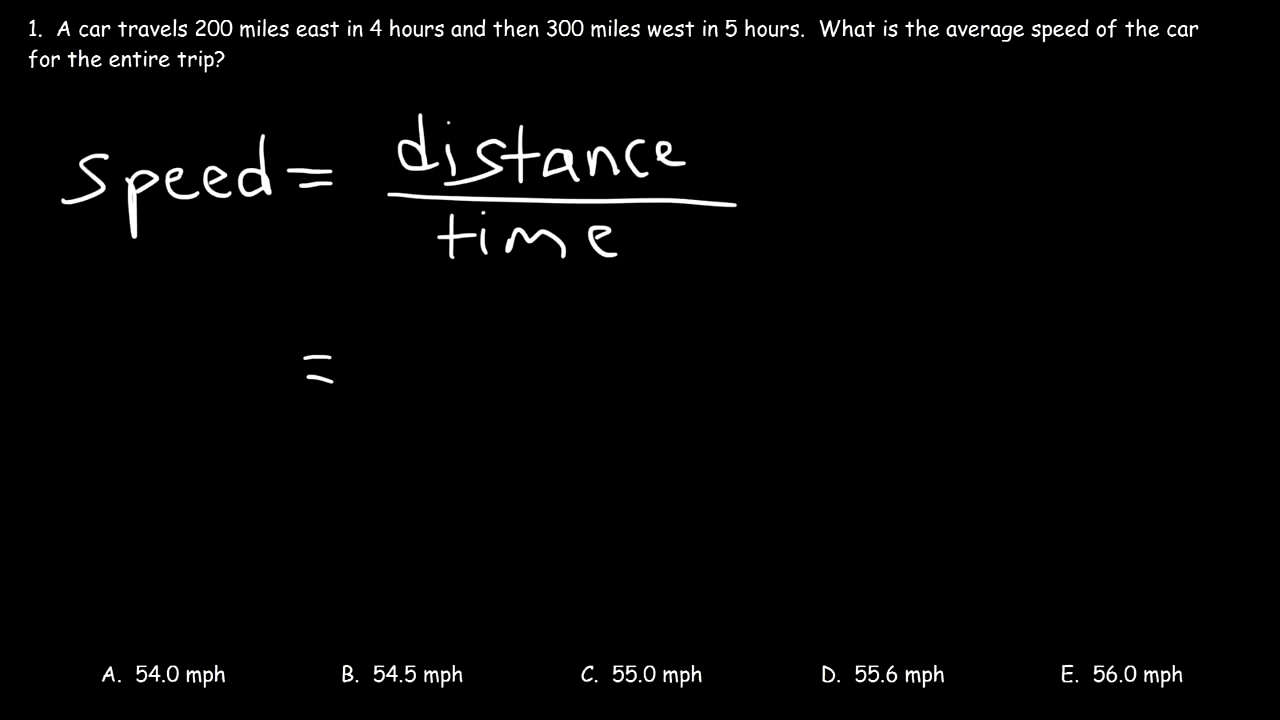 1. A car travels 200 miles east in 4 hours and then 300 miles west in 5 hours. What is the average speed of the car
for the entire trip?
speed = distance
time
=
A. 54.0 mph B. 54.5 mph C. 55.0 mph D. 55.6 mph E. 56.0 mph